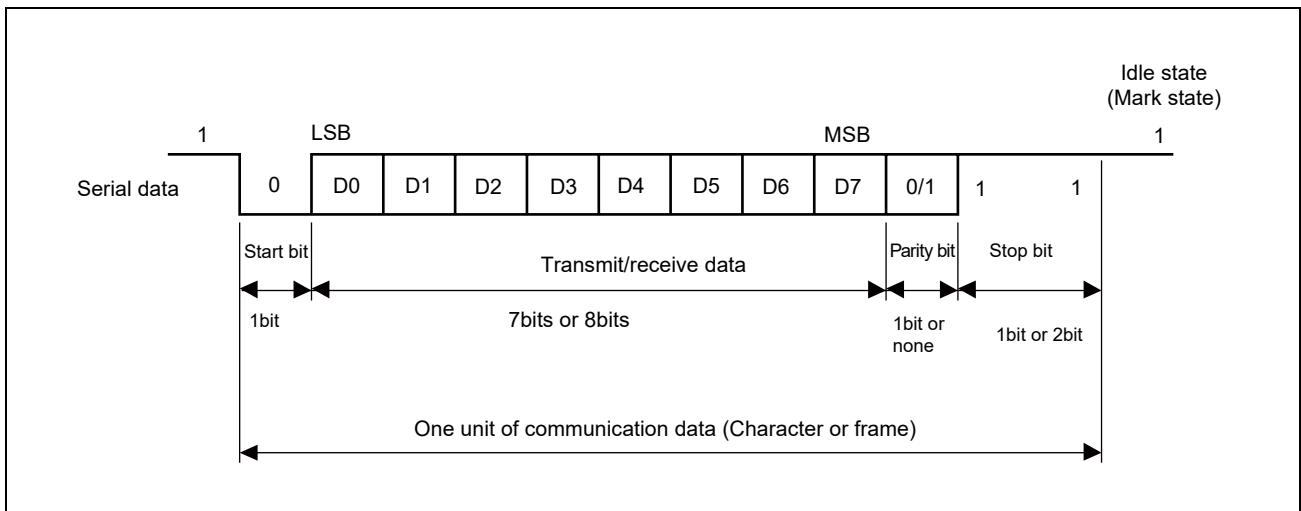 Idle state
(Mark state)
1 LSB MSB 1
Serial data 0 D0 D1 D2 D3 D4 D5 D6 D7 0/1 1 1
Start bit Transmit/receive data Parity bit Stop bit
1bit 7bits or 8bits 1bit or
none 1bit or 2bit
One unit of communication data (Character or frame)